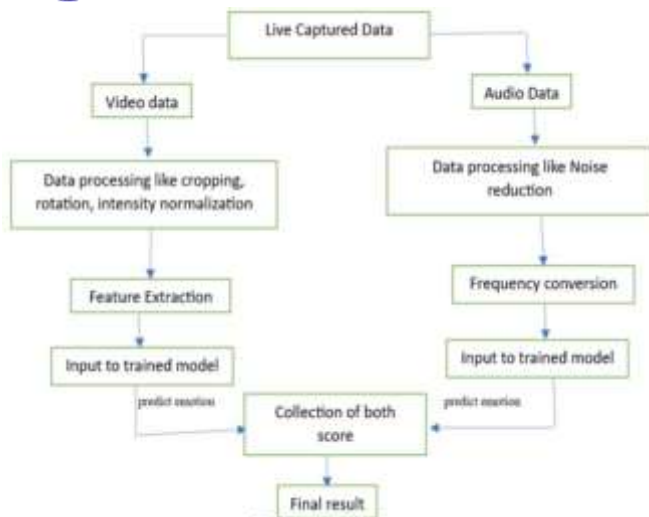 Live Captured Data
Video data
Audio Data
Data processing like cropping,
rotation, intensity normalization
Data processing like Noise
reduction
Feature Extraction
Frequency conversion
Input to trained model
Input to trained model
predict emotion
predict emotion
Collection of both
score
Final result